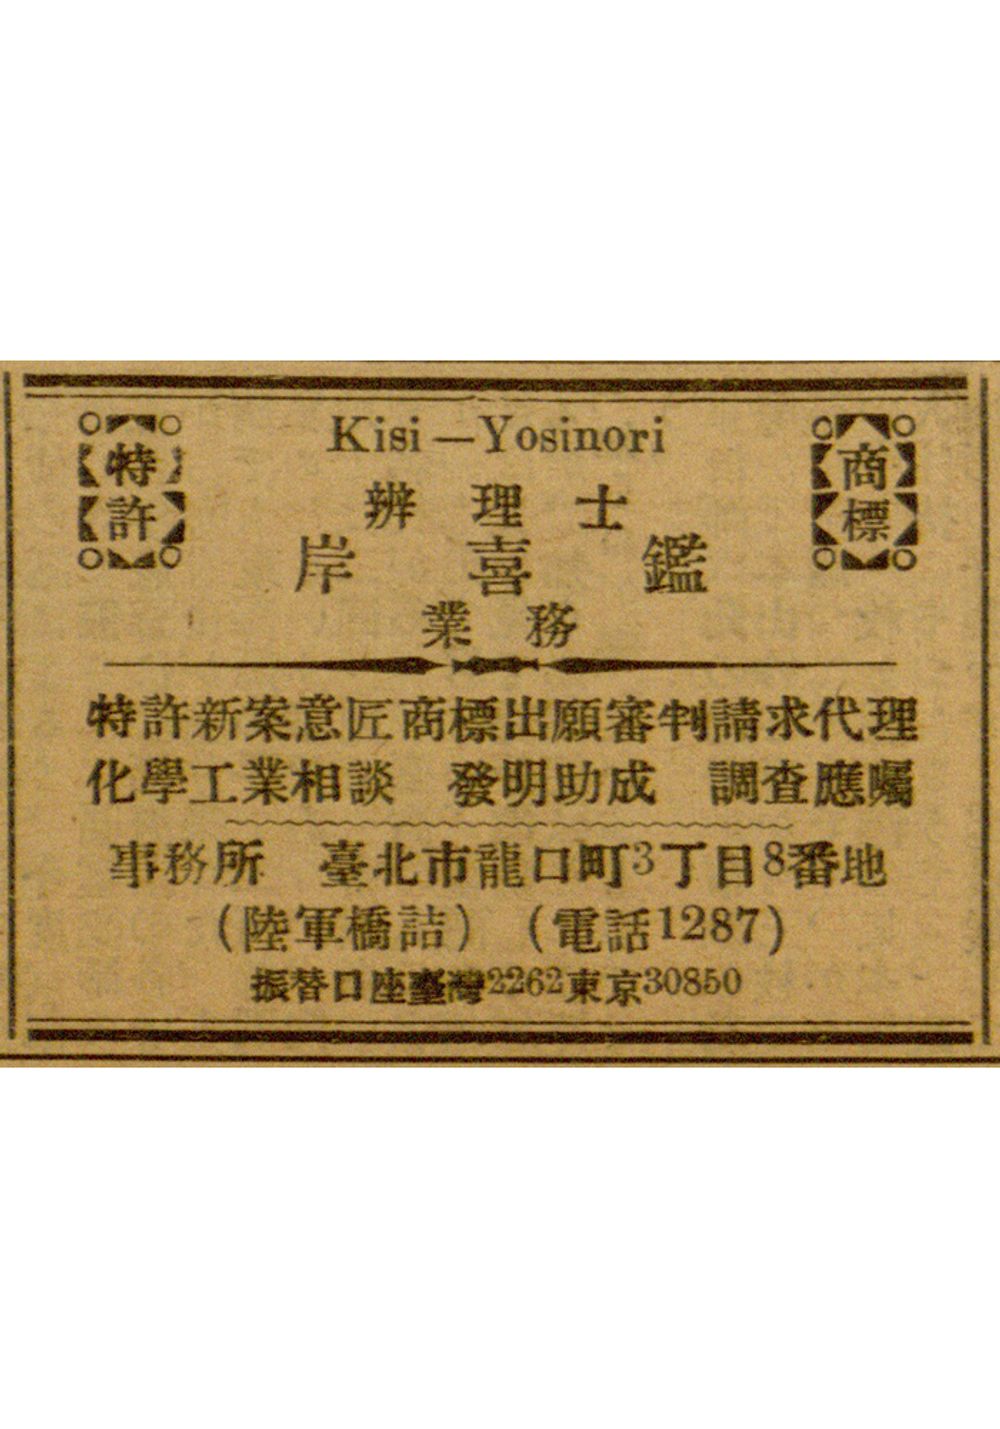 Kisi—Yosinori
特許
商標
辨理士
岸喜鑑
業務
特許新案意匠商標出願審判請求代理
化學工業相談 發明助成 調查應囑
事務所 臺北市龍口町3丁目8番地
(陸軍橋詰) (電話1287)
振替口座臺灣2262東京30850